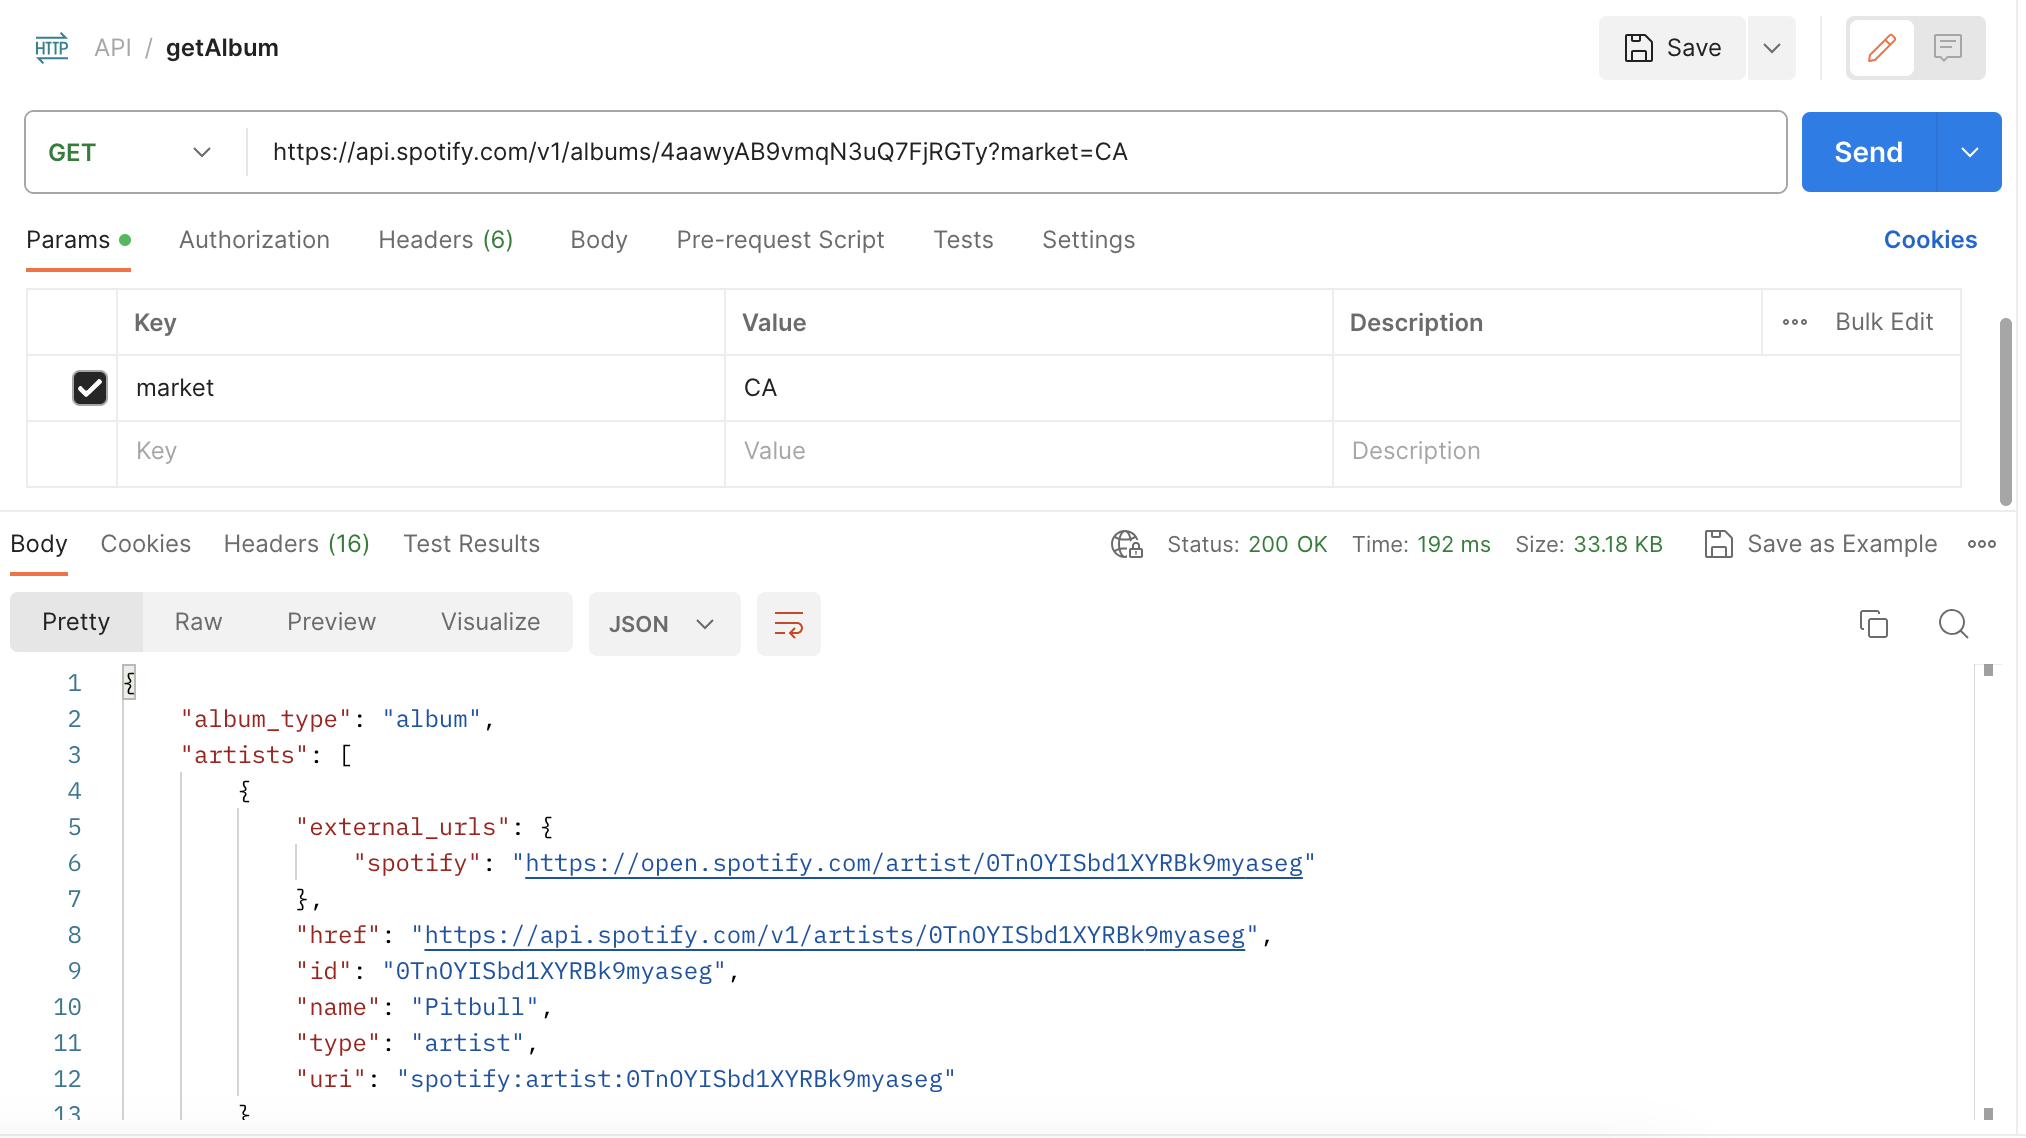 HTTP API / getAlbum
Save
GET https://api.spotify.com/v1/albums/4aawyAB9vmqN3uQ7FjRGTy?market=CA
Send
Params Authorization Headers (6) Body Pre-request Script Tests Settings Cookies
Key Value Description Bulk Edit
market CA
Key Value Description
Body Cookies Headers (16) Test Results Status: 200 OK Time: 192 ms Size: 33.18 KB Save as Example
Pretty Raw Preview Visualize JSON
1 {
2 "album_type": "album",
3 "artists": [
4 {
5 "external_urls": {
6 "spotify": "https://open.spotify.com/artist/0TnOYISbd1XYRBk9myaseg"
7 },
8 "href": "https://api.spotify.com/v1/artists/0TnOYISbd1XYRBk9myaseg",
9 "id": "0TnOYISbd1XYRBk9myaseg",
10 "name": "Pitbull",
11 "type": "artist",
12 "uri": "spotify:artist:0TnOYISbd1XYRBk9myaseg"
13 }